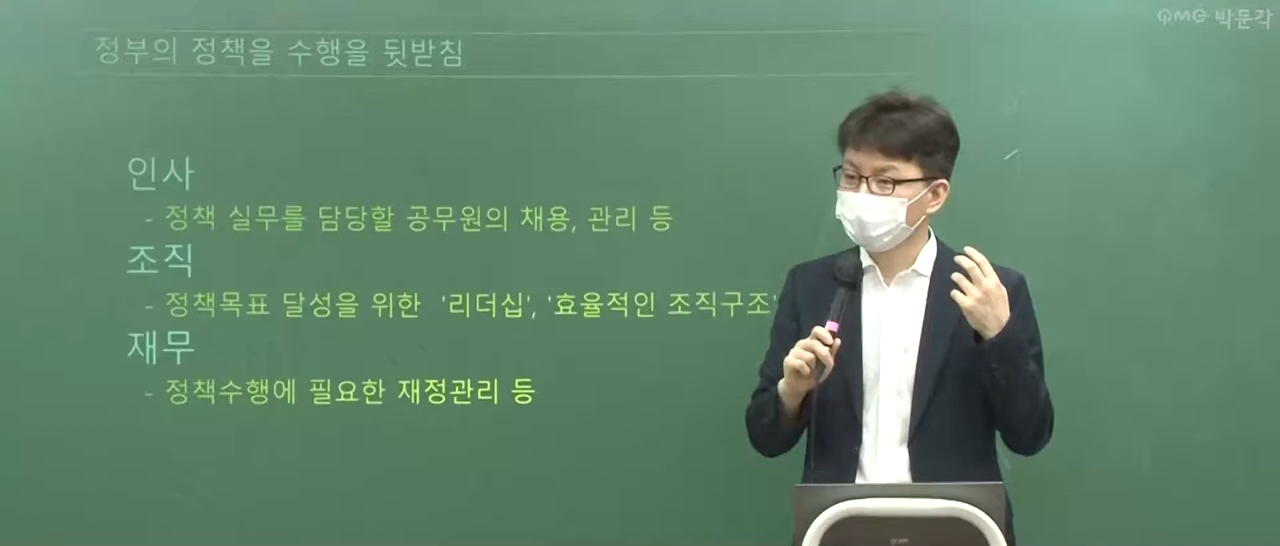 PMG 박문각
정부의 정책을 수행을 뒷받침
인사
- 정책 실무를 담당할 공무원의 채용, 관리 등
조직
- 정책목표 달성을 위한 '리더십', '효율적인 조직구조'
재무
- 정책수행에 필요한 재정관리 등
gram